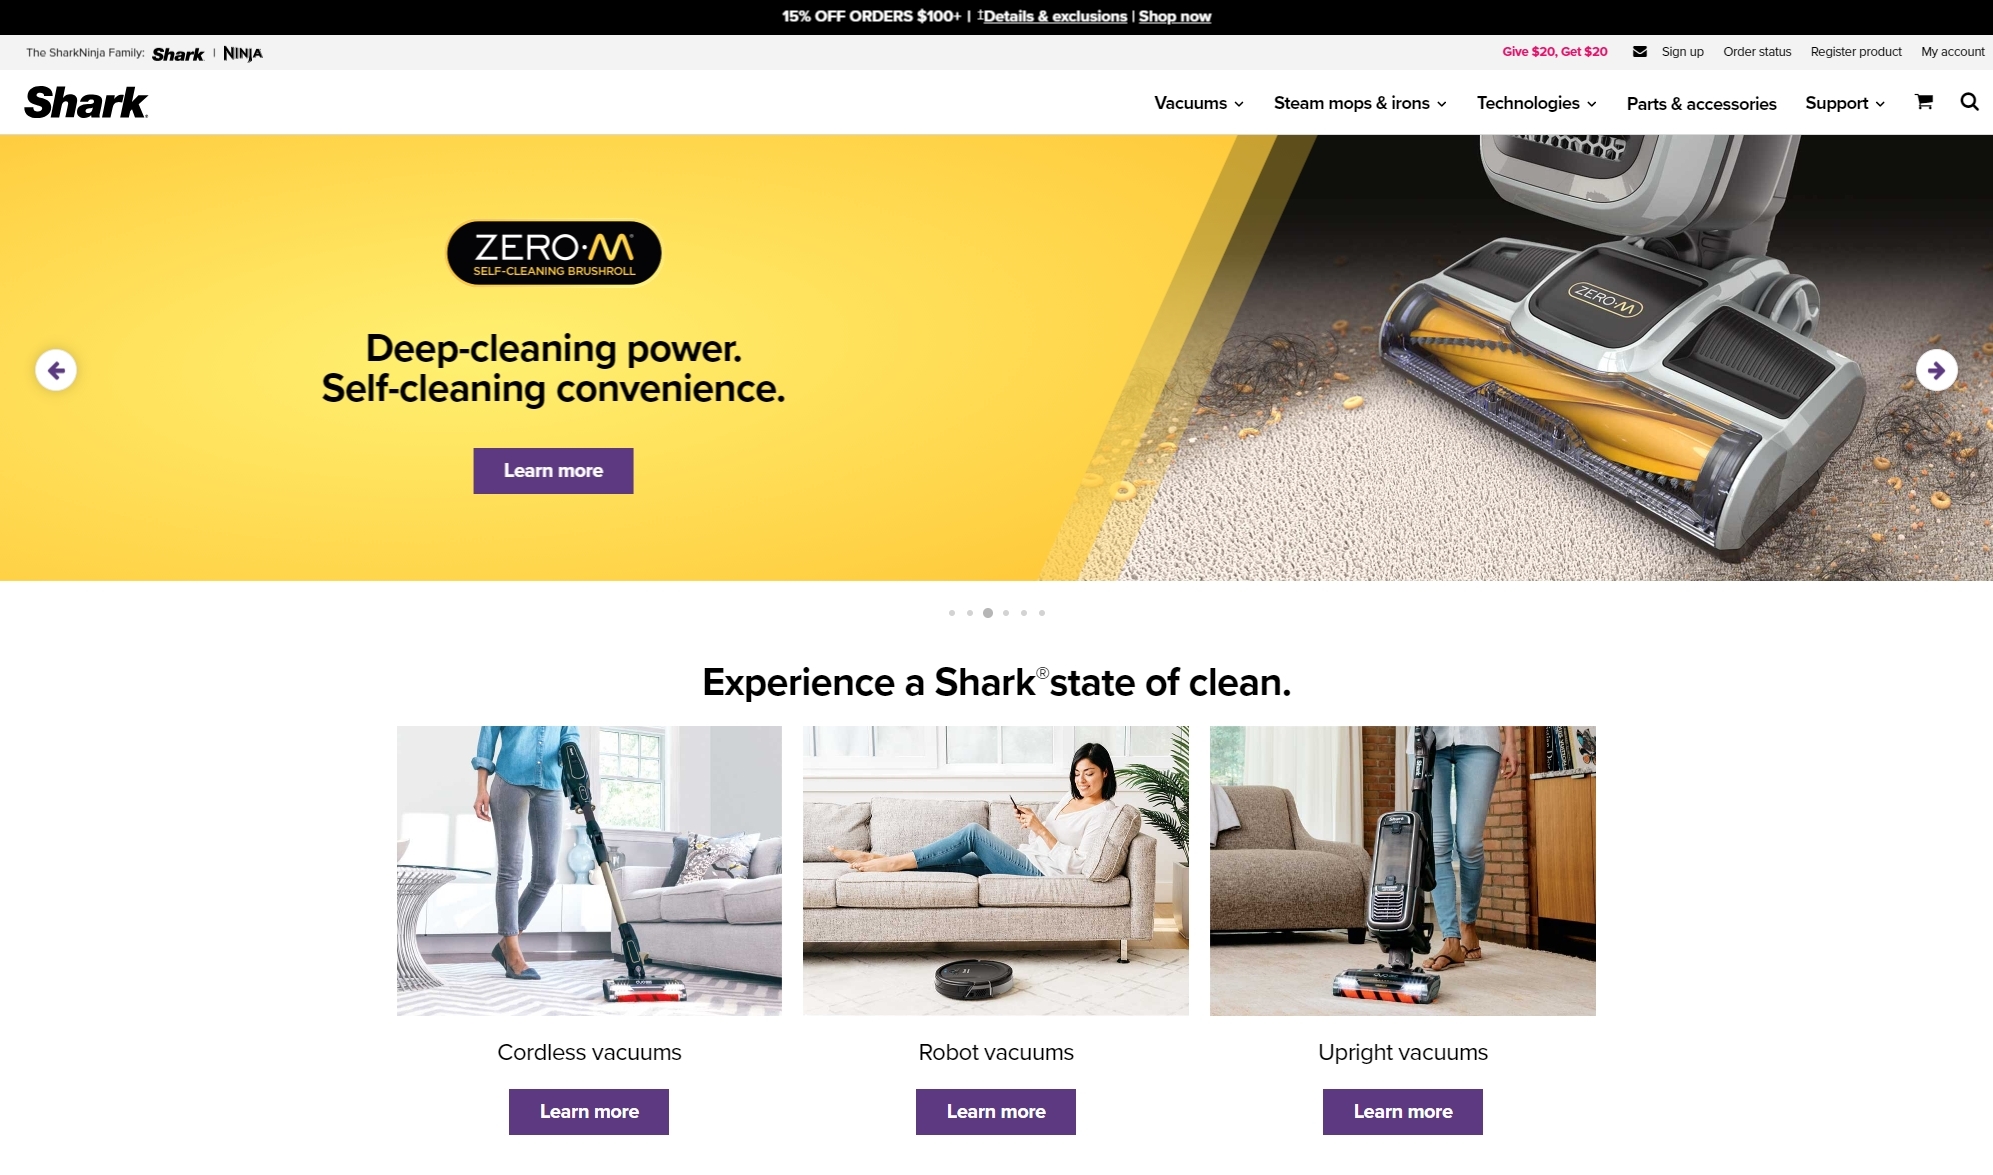 15% OFF ORDERS $100+ | ‡Details & exclusions | Shop now
The SharkNinja Family: Shark | NINJA
Give $20, Get $20 Sign up Order status Register product My account
Shark
Vacuums Steam mops & irons Technologies Parts & accessories Support
ZERO·M
SELF-CLEANING BRUSHROLL
Deep-cleaning power.
Self-cleaning convenience.
Learn more
ZERO·M
Experience a Shark® state of clean.
Shark
Shark
Cordless vacuums Robot vacuums Upright vacuums
Learn more Learn more Learn more